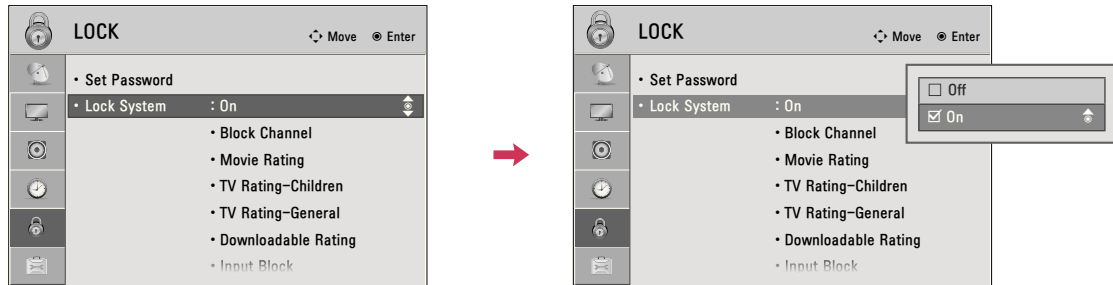 LOCK
Move Enter
• Set Password
• Lock System : On
• Block Channel
• Movie Rating
• TV Rating-Children
• TV Rating-General
• Downloadable Rating
• Input Block
LOCK
Move Enter
• Set Password
• Lock System : On
• Block Channel
• Movie Rating
• TV Rating-Children
• TV Rating-General
• Downloadable Rating
• Input Block
☐ Off
☑ On